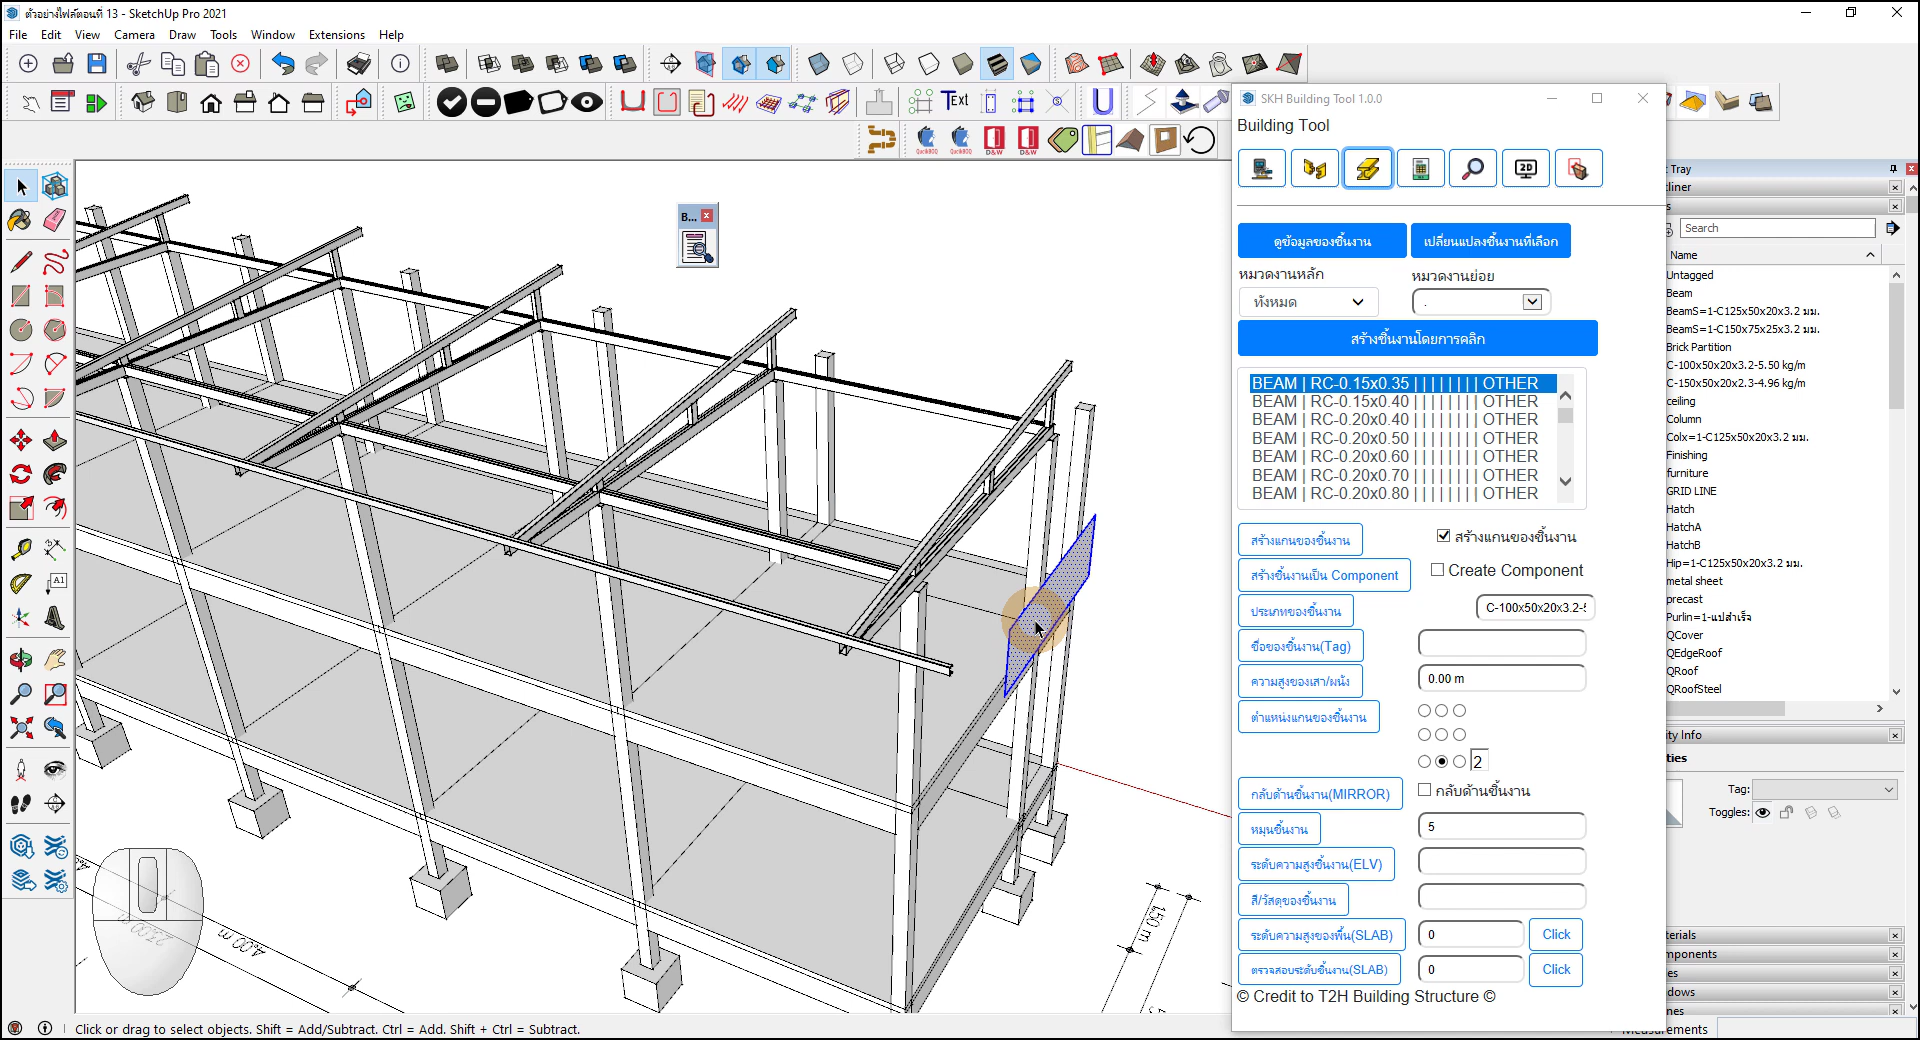 ตัวอย่างไฟล์ตอนที่ 13 - SketchUp Pro 2021
File Edit View Camera Draw Tools Window Extensions Help
Text
D&W D&W
SKH Building Tool 1.0.0
Building Tool
2D
ดูข้อมูลของชิ้นงาน เปลี่ยนแปลงชิ้นงานที่เลือก
หมวดงานหลัก หมวดงานย่อย
ทั้งหมด .
สร้างชิ้นงานโดยการคลิก
BEAM | RC-0.15x0.35 | | | | | | | | OTHER
BEAM | RC-0.15x0.40 | | | | | | | | OTHER
BEAM | RC-0.20x0.40 | | | | | | | | OTHER
BEAM | RC-0.20x0.50 | | | | | | | | OTHER
BEAM | RC-0.20x0.60 | | | | | | | | OTHER
BEAM | RC-0.20x0.70 | | | | | | | | OTHER
BEAM | RC-0.20x0.80 | | | | | | | | OTHER
สร้างแกนของชิ้นงาน สร้างแกนของชิ้นงาน
สร้างชิ้นงานเป็น Component Create Component
ประเภทของชิ้นงาน C-100x50x20x3.2-5
ชื่อของชิ้นงาน(Tag)
ความสูงของเสา/ผนัง 0.00 m
ตำแหน่งแกนของชิ้นงาน
2
กลับด้านชิ้นงาน(MIRROR) กลับด้านชิ้นงาน
หมุนชิ้นงาน 5
ระดับความสูงชิ้นงาน(ELV)
สี/วัสดุของชิ้นงาน
ระดับความสูงของพื้น(SLAB) 0 Click
ตรวจสอบระดับชิ้นงาน(SLAB) 0 Click
© Credit to T2H Building Structure ©
Tray
liner
s
Search
Name
Untagged
Beam
BeamS=1-C125x50x20x3.2 มม.
BeamS=1-C150x75x25x3.2 มม.
Brick Partition
C-100x50x20x3.2-5.50 kg/m
C-150x50x20x2.3-4.96 kg/m
ceiling
Column
Colx=1-C125x50x20x3.2 มม.
Finishing
furniture
GRID LINE
Hatch
HatchA
HatchB
Hip=1-C125x50x20x3.2 มม.
metal sheet
precast
Purlin=1-แปสำเร็จ
QCover
QEdgeRoof
QRoof
QRoofSteel
ity Info
ties
Tag:
Toggles:
terials
mponents
es
dows
nes
Measurements
B...
A1
4.00 m
23.00 m
1.50 m
Click or drag to select objects. Shift = Add/Subtract. Ctrl = Add. Shift + Ctrl = Subtract.